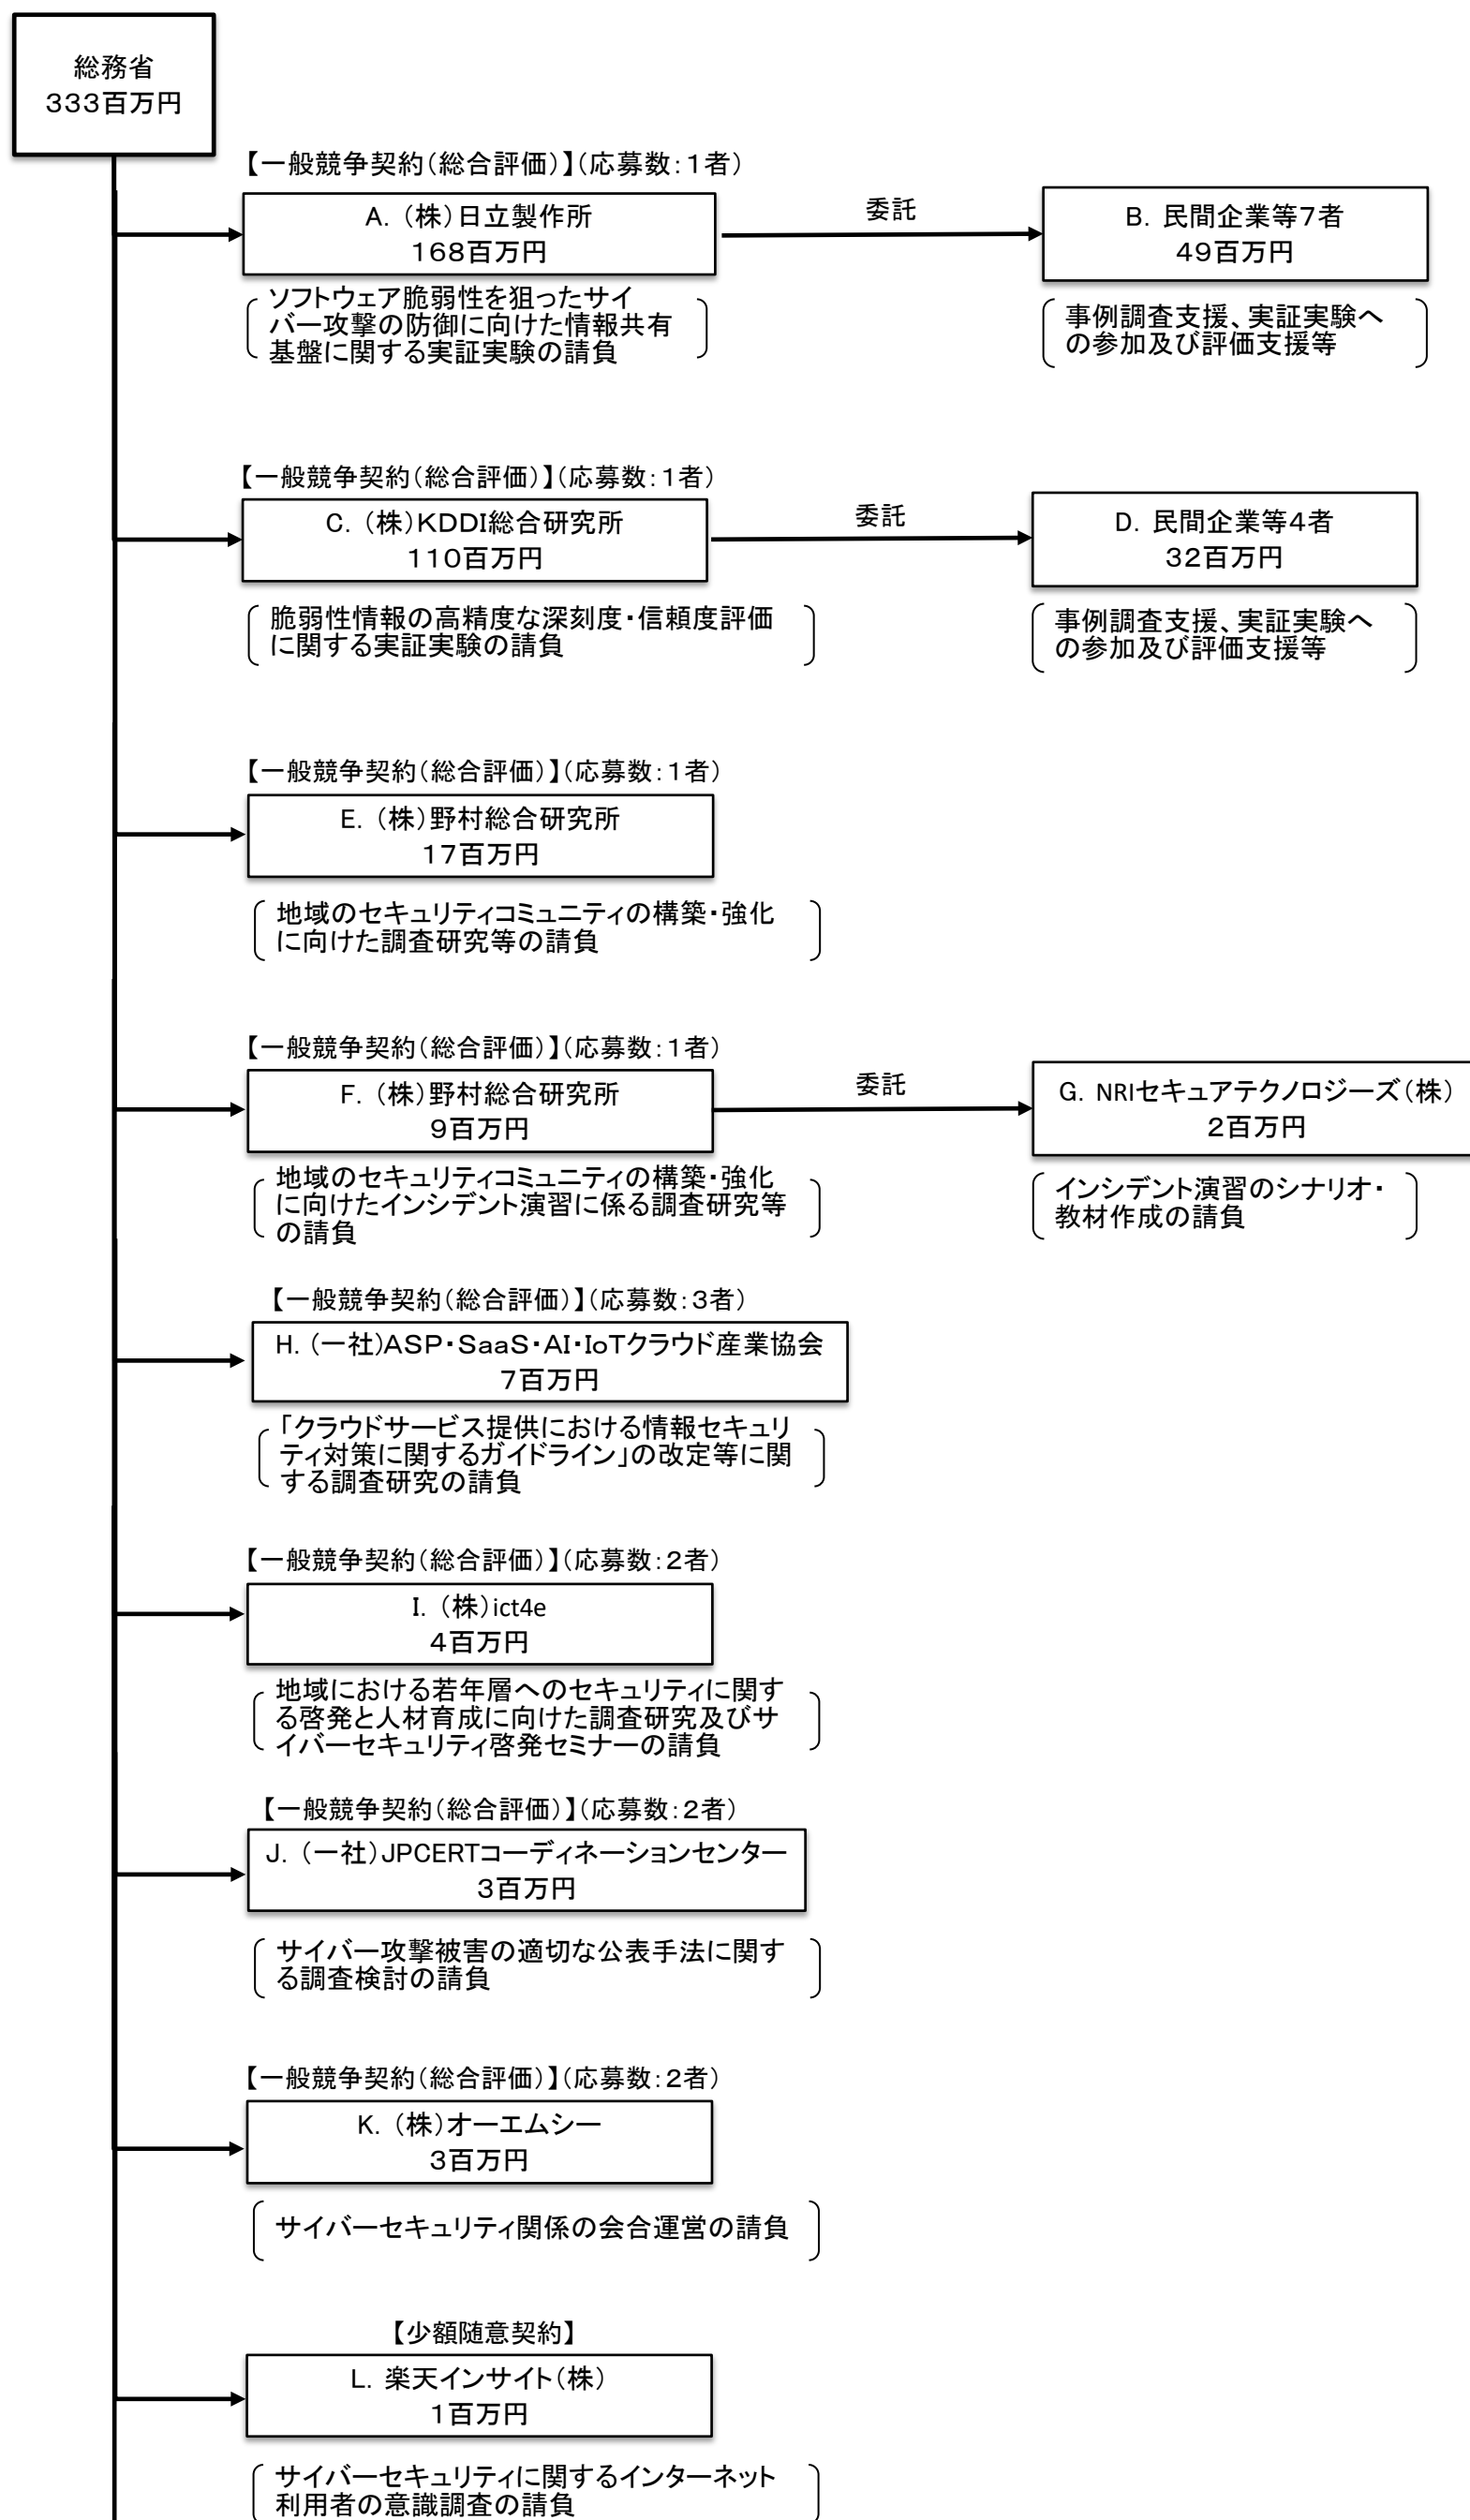 総務省
333百万円
【一般競争契約(総合評価)】(応募数:1者)
A. (株)日立製作所
168百万円
委託
B. 民間企業等7者
49百万円
ソフトウェア脆弱性を狙ったサイ
バー攻撃の防御に向けた情報共有
基盤に関する実証実験の請負
事例調査支援、実証実験へ
の参加及び評価支援等
【一般競争契約(総合評価)】(応募数:1者)
C. (株)KDDI総合研究所
110百万円
委託
D. 民間企業等4者
32百万円
脆弱性情報の高精度な深刻度・信頼度評価
に関する実証実験の請負
事例調査支援、実証実験へ
の参加及び評価支援等
【一般競争契約(総合評価)】(応募数:1者)
E. (株)野村総合研究所
17百万円
地域のセキュリティコミュニティの構築・強化
に向けた調査研究等の請負
【一般競争契約(総合評価)】(応募数:1者)
F. (株)野村総合研究所
9百万円
委託
G. NRIセキュアテクノロジーズ(株)
2百万円
地域のセキュリティコミュニティの構築・強化
に向けたインシデント演習に係る調査研究等
の請負
インシデント演習のシナリオ・
教材作成の請負
【一般競争契約(総合評価)】(応募数:3者)
H. (一社)ASP・SaaS・AI・IoTクラウド産業協会
7百万円
「クラウドサービス提供における情報セキュリ
ティ対策に関するガイドライン」の改定等に関
する調査研究の請負
【一般競争契約(総合評価)】(応募数:2者)
I. (株)ict4e
4百万円
地域における若年層へのセキュリティに関す
る啓発と人材育成に向けた調査研究及びサ
イバーセキュリティ啓発セミナーの請負
【一般競争契約(総合評価)】(応募数:2者)
J. (一社)JPCERTコーディネーションセンター
3百万円
サイバー攻撃被害の適切な公表手法に関す
る調査検討の請負
【一般競争契約(総合評価)】(応募数:2者)
K. (株)オーエムシー
3百万円
サイバーセキュリティ関係の会合運営の請負
【少額随意契約】
L. 楽天インサイト(株)
1百万円
サイバーセキュリティに関するインターネット
利用者の意識調査の請負